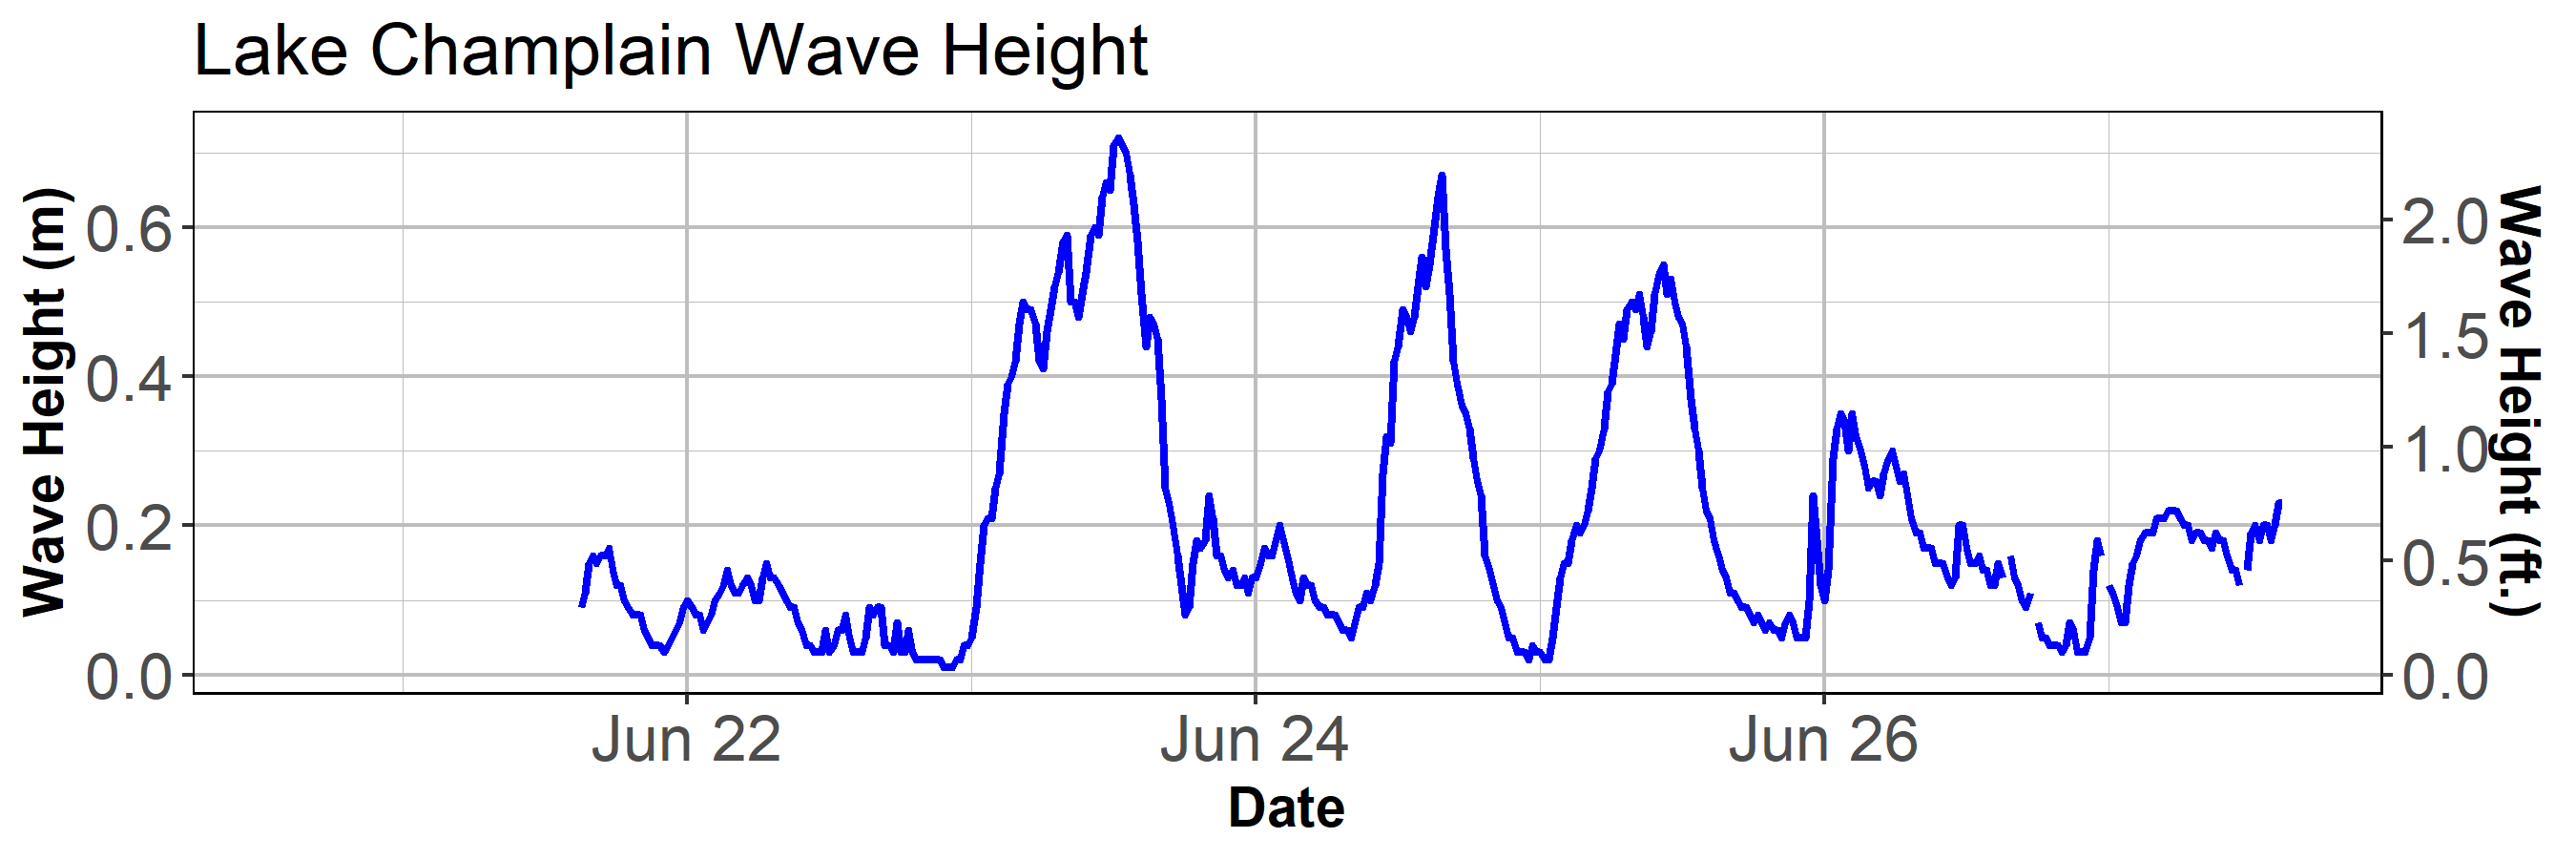 Lake Champlain Wave Height
Wave Height (m)
0.6
0.4
0.2
0.0
2.0
1.5
1.0
0.5
0.0
Wave Height (ft.)
Jun 22
Jun 24
Jun 26
Date